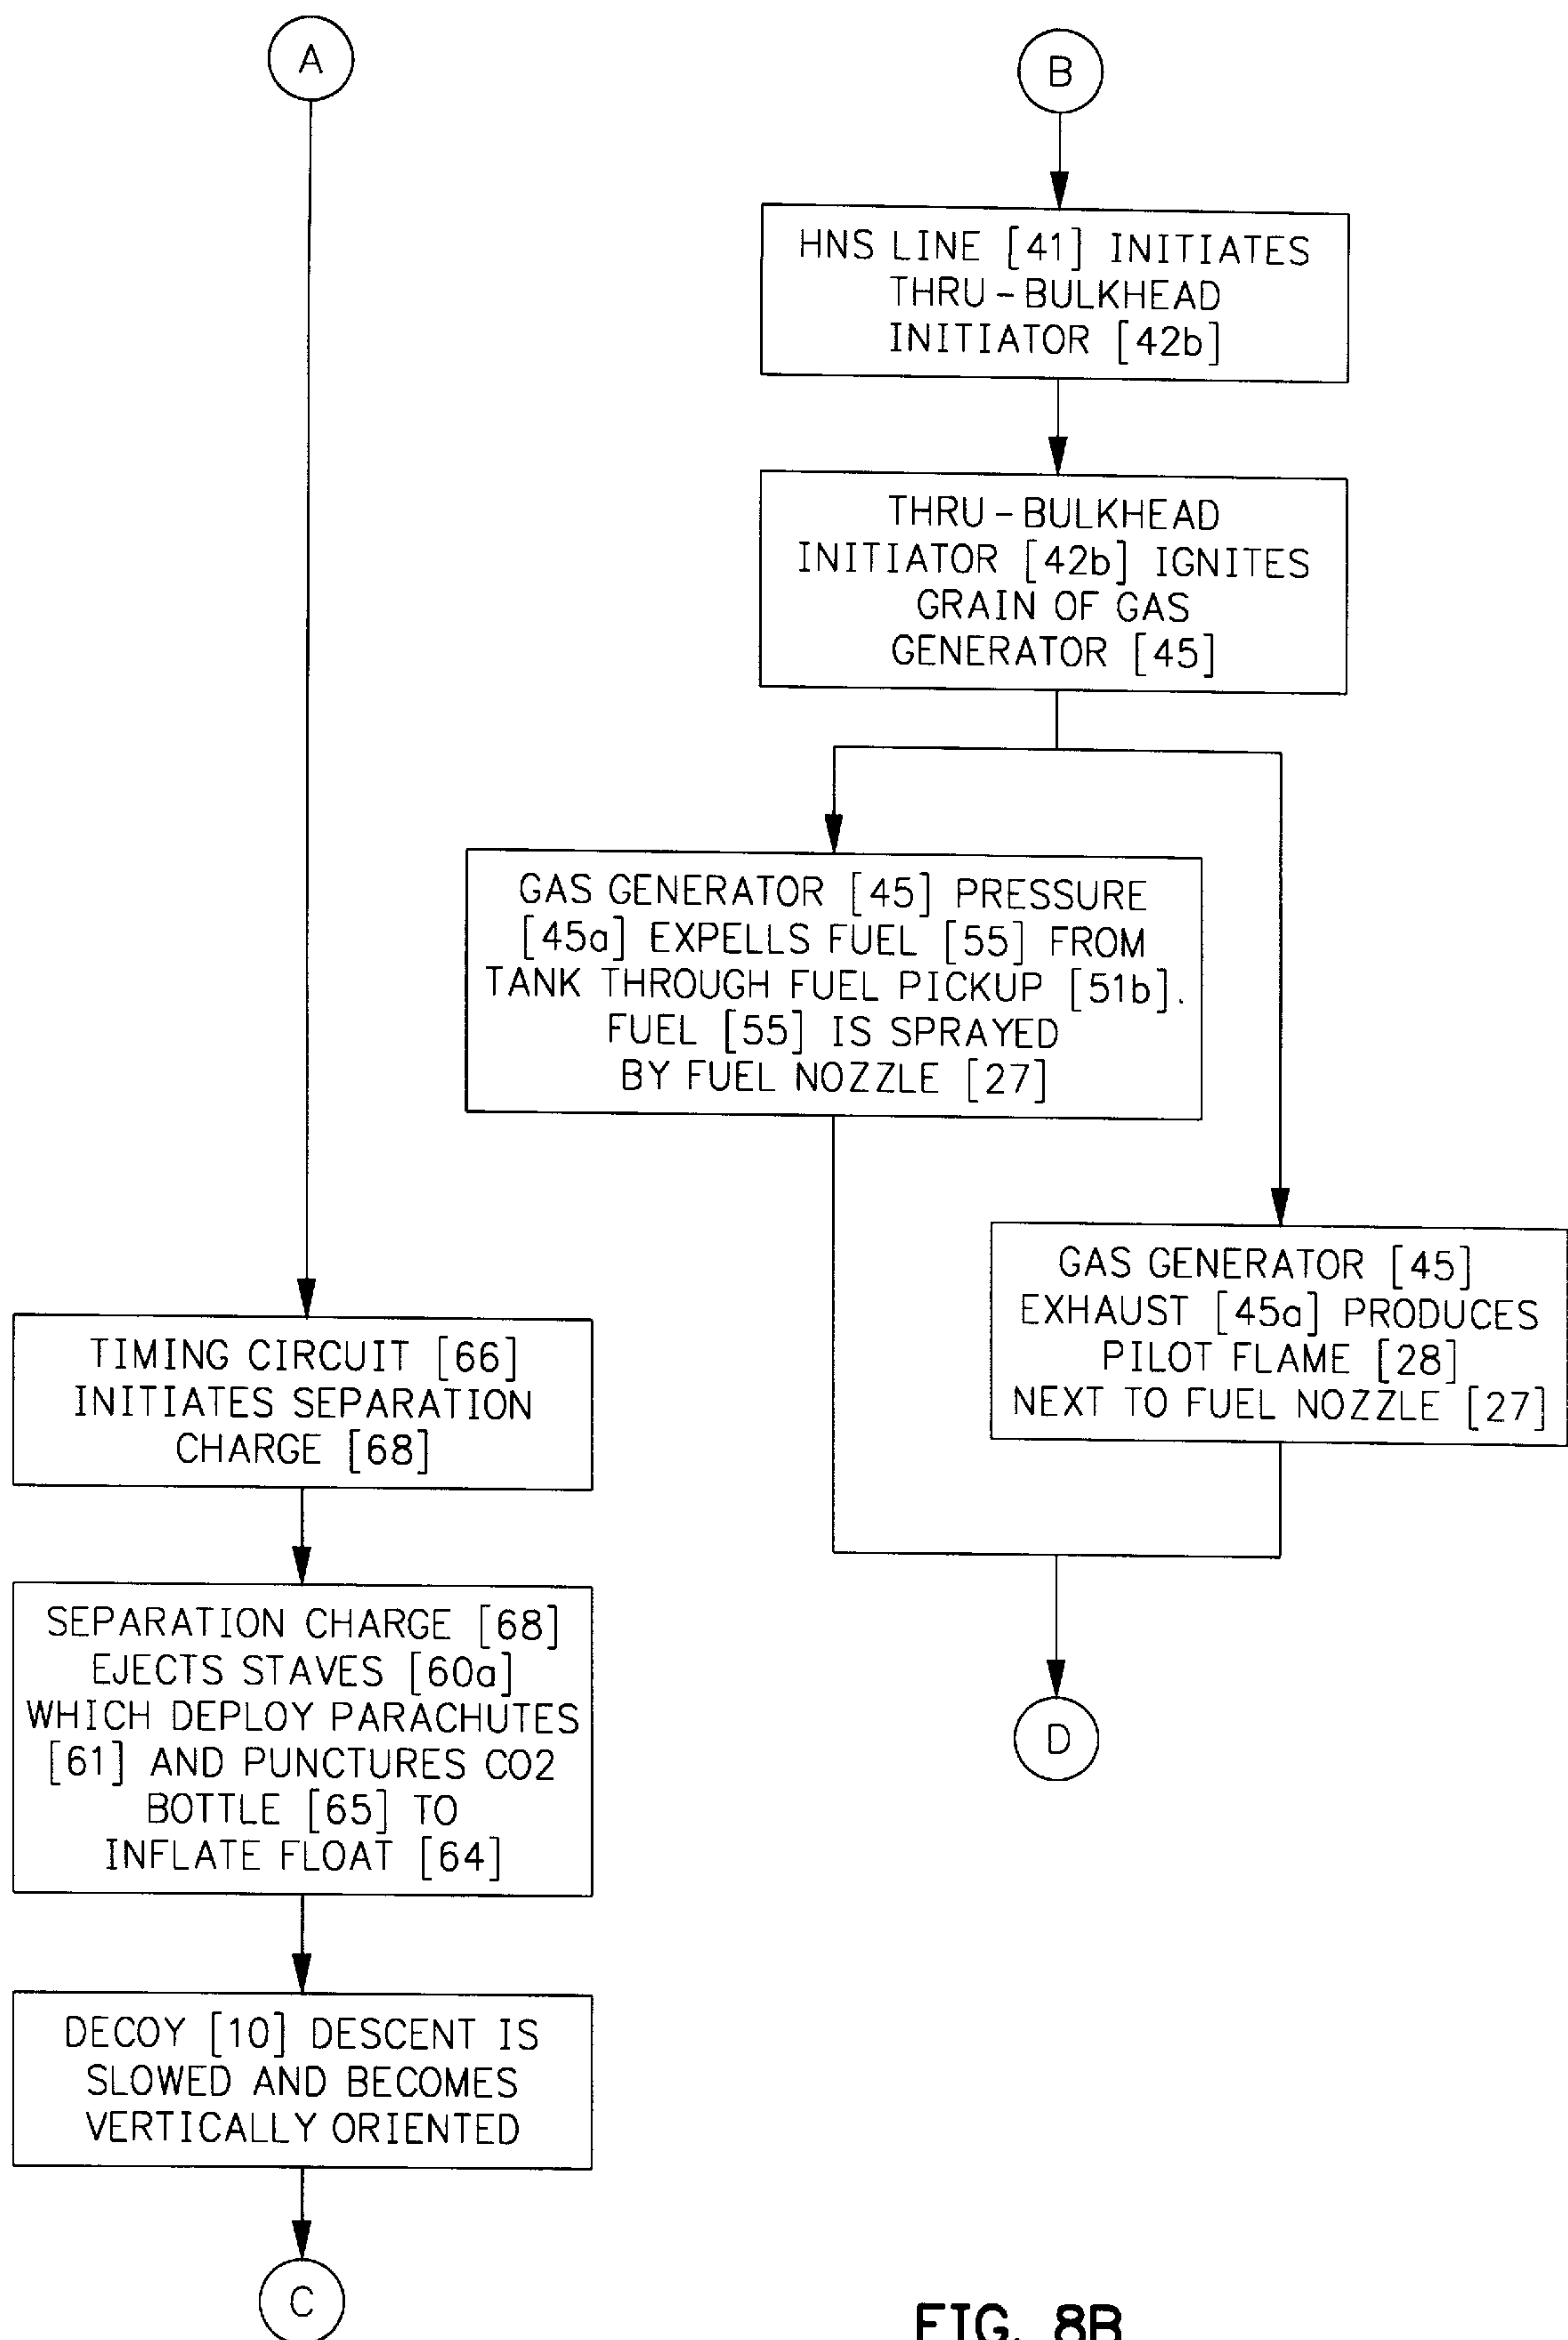 A
B
HNS LINE [41] INITIATES
THRU-BULKHEAD
INITIATOR [42b]
THRU-BULKHEAD
INITIATOR [42b] IGNITES
GRAIN OF GAS
GENERATOR [45]
GAS GENERATOR [45] PRESSURE
[45a] EXPELLS FUEL [55] FROM
TANK THROUGH FUEL PICKUP [51b].
FUEL [55] IS SPRAYED
BY FUEL NOZZLE [27]
GAS GENERATOR [45]
EXHAUST [45a] PRODUCES
PILOT FLAME [28]
NEXT TO FUEL NOZZLE [27]
TIMING CIRCUIT [66]
INITIATES SEPARATION
CHARGE [68]
SEPARATION CHARGE [68]
EJECTS STAVES [60a]
WHICH DEPLOY PARACHUTES
[61] AND PUNCTURES CO2
BOTTLE [65] TO
INFLATE FLOAT [64]
D
DECOY [10] DESCENT IS
SLOWED AND BECOMES
VERTICALLY ORIENTED
C
FIG. 8B